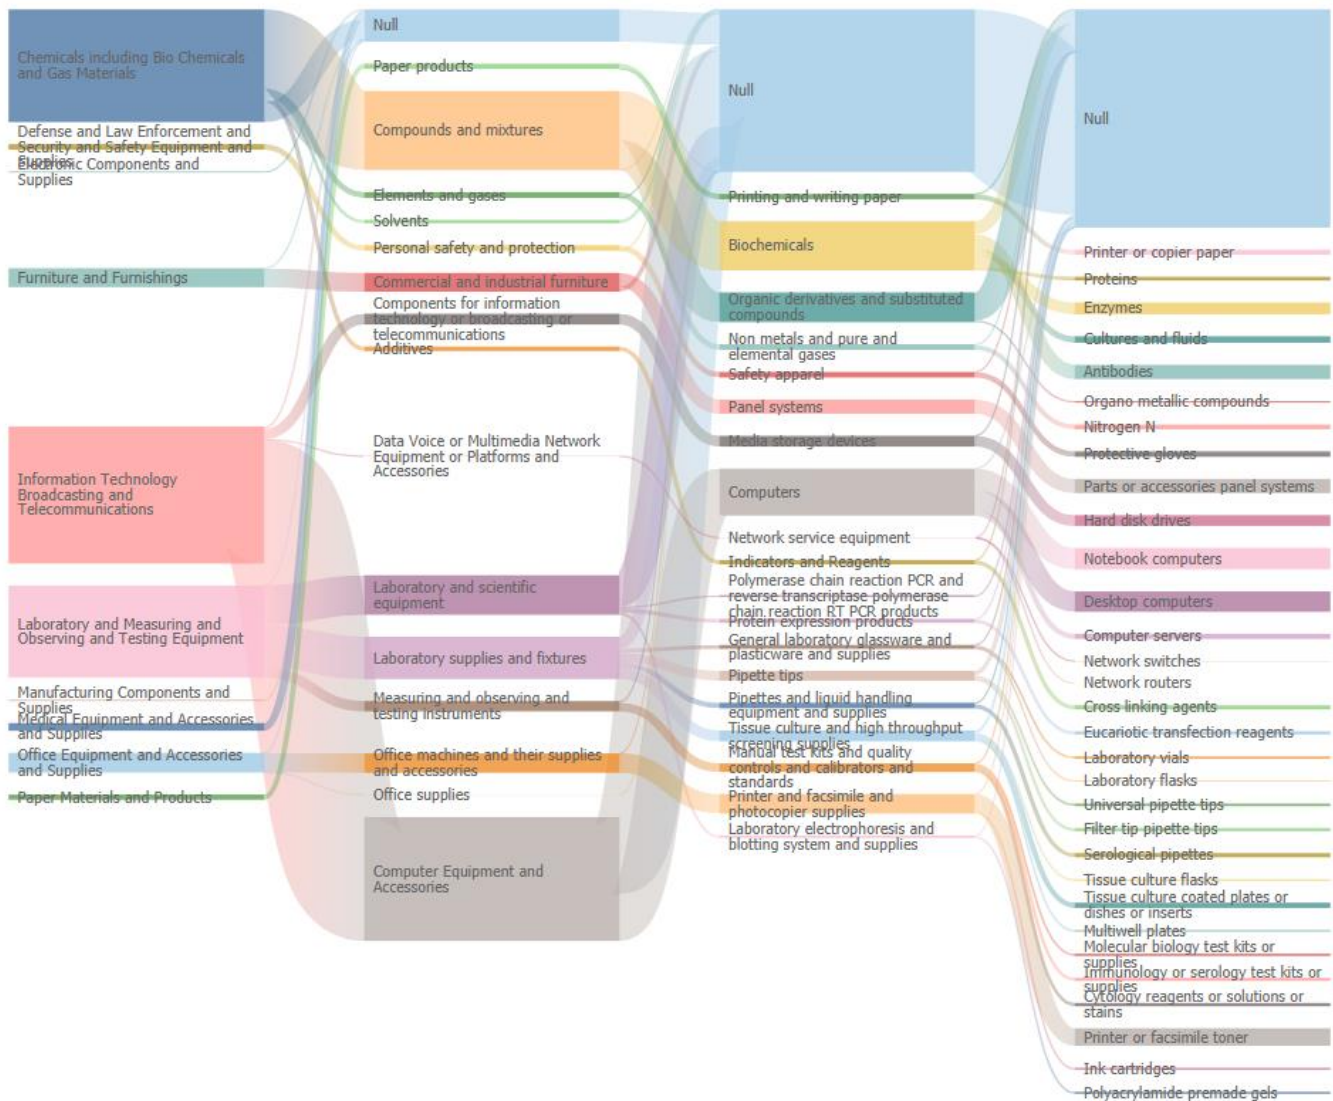 Chemicals including Bio Chemicals
and Gas Materials
Defense and Law Enforcement and
Security and Safety Equipment and
Supplies
Electronic Components and
Supplies
Furniture and Furnishings
Information Technology
Broadcasting and
Telecommunications
Laboratory and Measuring and
Observing and Testing Equipment
Manufacturing Components and
Supplies
Medical Equipment and Accessories
and Supplies
Office Equipment and Accessories
and Supplies
Paper Materials and Products
Null
Paper products
Compounds and mixtures
Elements and gases
Solvents
Personal safety and protection
Commercial and industrial furniture
Components for information
technology or broadcasting or
telecommunications
Additives
Data Voice or Multimedia Network
Equipment or Platforms and
Accessories
Laboratory and scientific
equipment
Laboratory supplies and fixtures
Measuring and observing and
testing instruments
Office machines and their supplies
and accessories
Office supplies
Computer Equipment and
Accessories
Null
Printing and writing paper
Biochemicals
Organic derivatives and substituted
compounds
Non metals and pure and
elemental gases
Safety apparel
Panel systems
Media storage devices
Computers
Network service equipment
Indicators and Reagents
Polymerase chain reaction PCR and
reverse transcriptase polymerase
chain reaction RT PCR products
Protein expression products
General laboratory glassware and
plasticware and supplies
Pipette tips
Pipettes and liquid handling
equipment and supplies
Tissue culture and high throughput
screening supplies
Manual test kits and quality
controls and calibrators and
standards
Printer and facsimile and
photocopier supplies
Laboratory electrophoresis and
blotting system and supplies
Null
Printer or copier paper
Proteins
Enzymes
Cultures and fluids
Antibodies
Organo metallic compounds
Nitrogen N
Protective gloves
Parts or accessories panel systems
Hard disk drives
Notebook computers
Desktop computers
Computer servers
Network switches
Network routers
Cross linking agents
Eucariotic transfection reagents
Laboratory vials
Laboratory flasks
Universal pipette tips
Filter tip pipette tips
Serological pipettes
Tissue culture flasks
Tissue culture coated plates or
dishes or inserts
Multiwell plates
Molecular biology test kits or
supplies
Immunology or serology test kits or
supplies
Cytology reagents or solutions or
stains
Printer or facsimile toner
Ink cartridges
Polyacrylamide premade gels